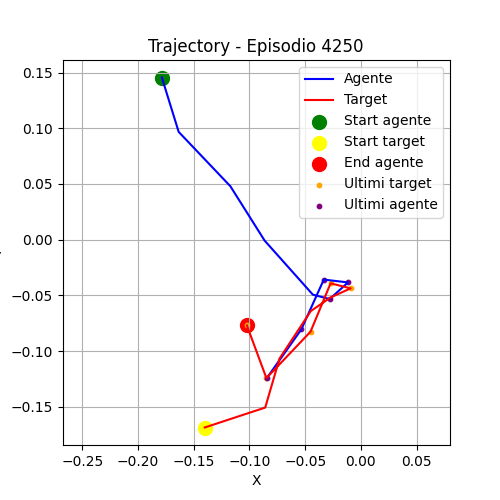 Trajectory - Episodio 4250
Agente
Target
Start agente
Start target
End agente
Ultimi target
Ultimi agente
0.15
0.10
0.05
0.00
−0.05
−0.10
−0.15
−0.25 −0.20 −0.15 −0.10 −0.05 0.00 0.05
X